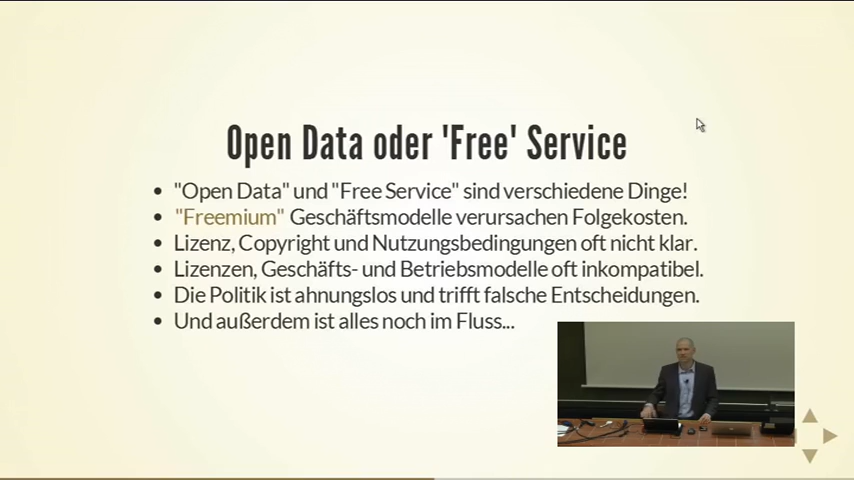 Open Data oder 'Free' Service
"Open Data" und "Free Service" sind verschiedene Dinge!
"Freemium" Geschäftsmodelle verursachen Folgekosten.
Lizenz, Copyright und Nutzungsbedingungen oft nicht klar.
Lizenzen, Geschäfts- und Betriebsmodelle oft inkompatibel.
Die Politik ist ahnungslos und trifft falsche Entscheidungen.
Und außerdem ist alles noch im Fluss...